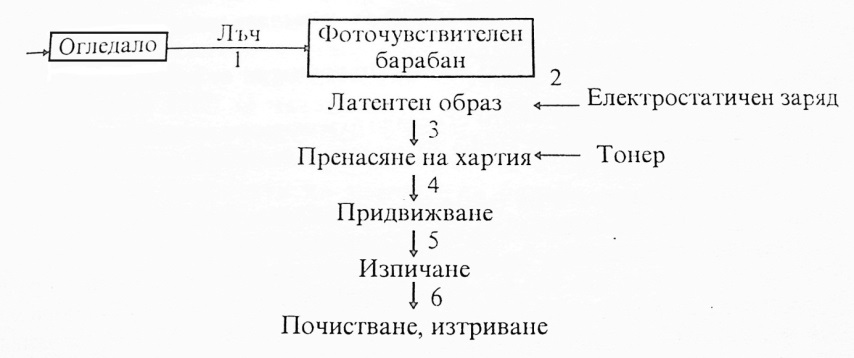 Огледало
Лъч
1
Фоточувствителен
барабан
2
Латентен образ
Електростатичен заряд
3
Пренасяне на хартия
Тонер
4
Придвижване
5
Изпичане
6
Почистване, изтриване